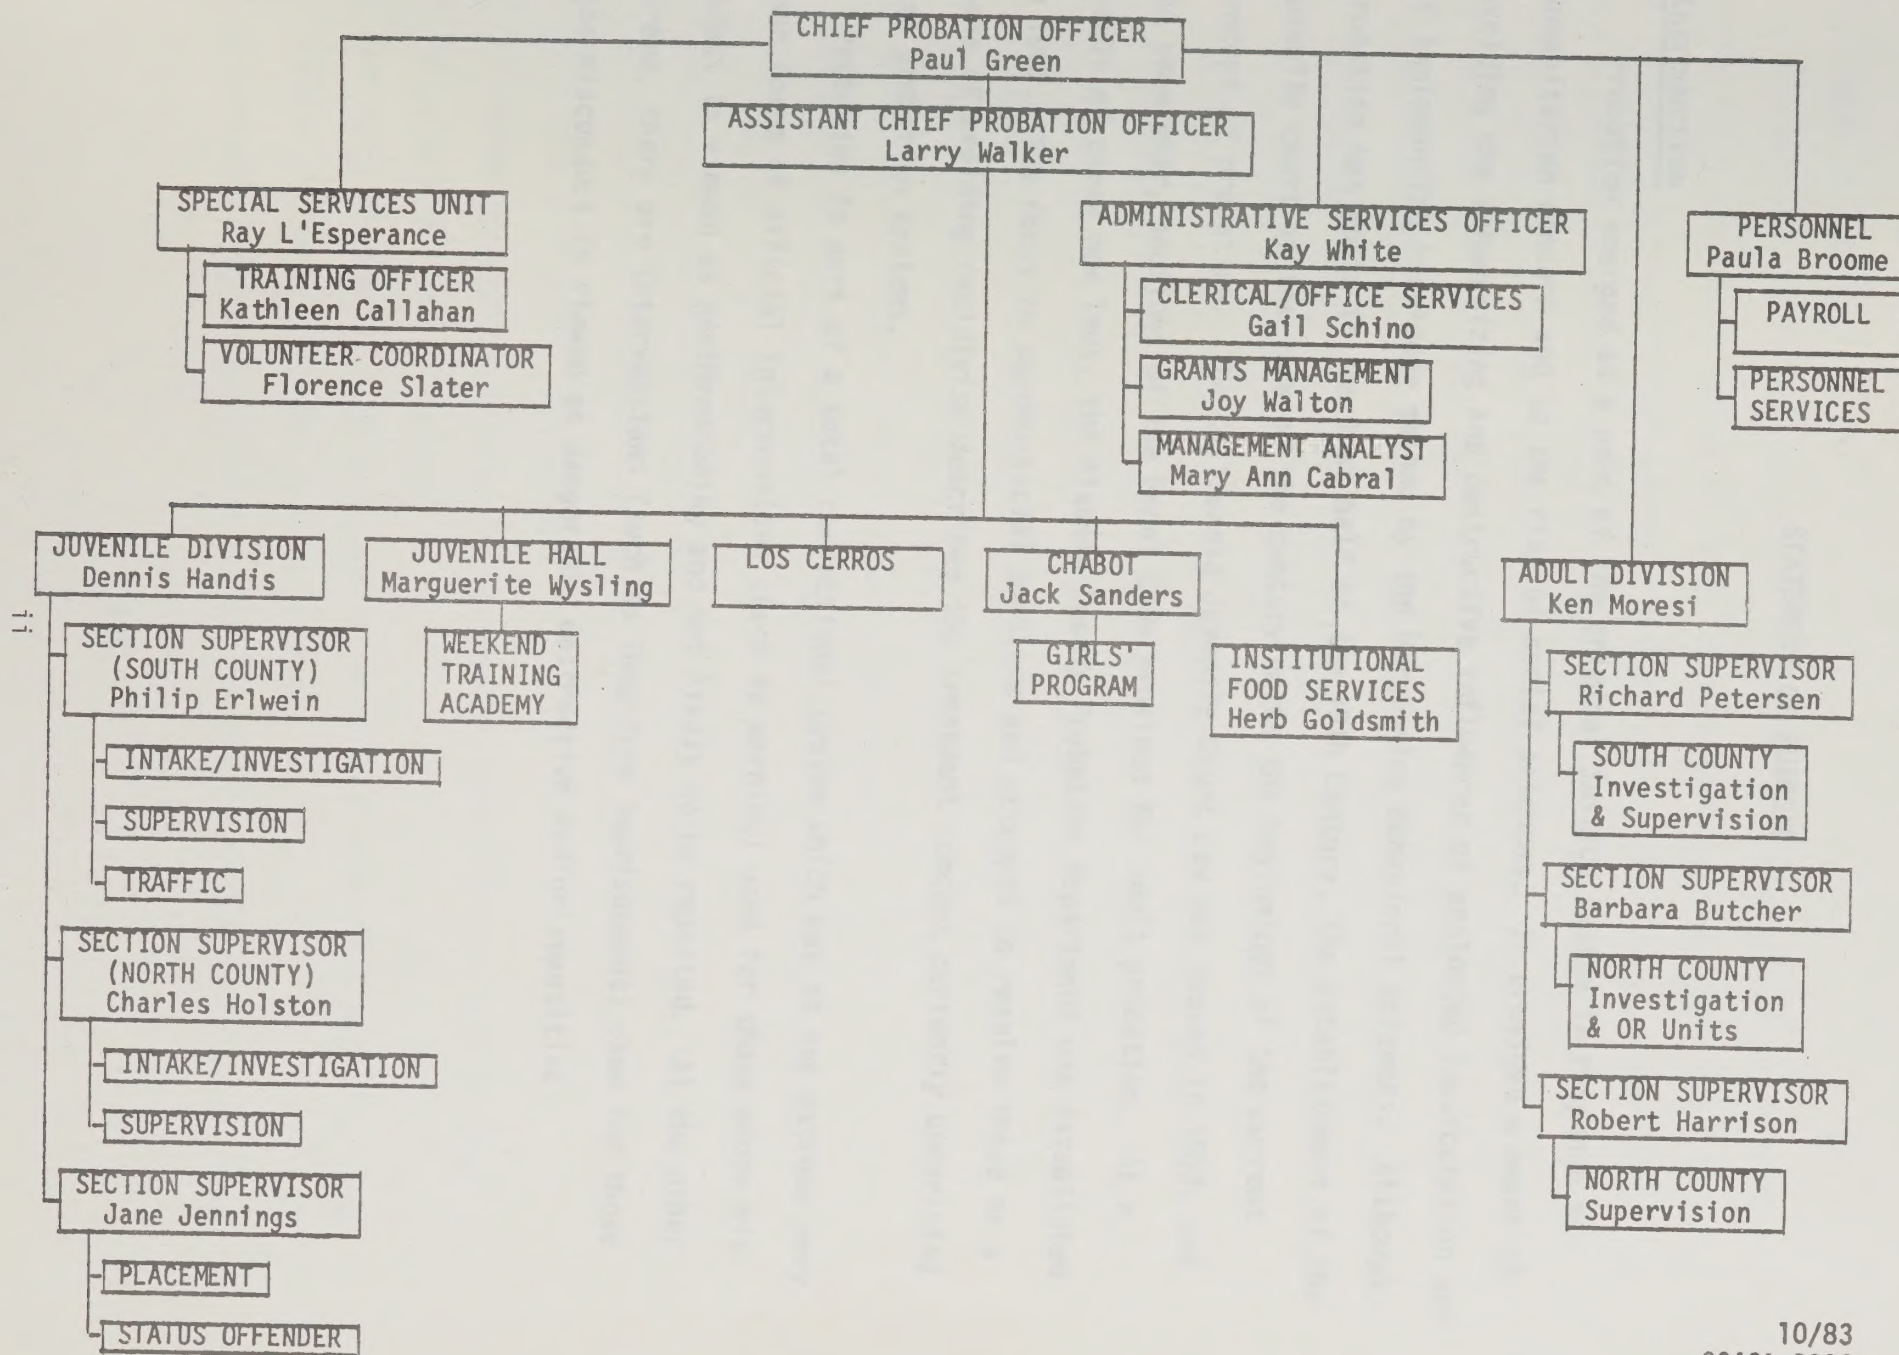 CHIEF PROBATION OFFICER
Paul Green
ASSISTANT CHIEF PROBATION OFFICER
Larry Walker
SPECIAL SERVICES UNIT
Ray L'Esperance
TRAINING OFFICER
Kathleen Callahan
VOLUNTEER COORDINATOR
Florence Slater
ADMINISTRATIVE SERVICES OFFICER
Kay White
CLERICAL/OFFICE SERVICES
Gail Schino
GRANTS MANAGEMENT
Joy Walton
MANAGEMENT ANALYST
Mary Ann Cabral
PERSONNEL
Paula Broome
PAYROLL
PERSONNEL
SERVICES
JUVENILE DIVISION
Dennis Handis
SECTION SUPERVISOR
(SOUTH COUNTY)
Philip Erlwein
INTAKE/INVESTIGATION
SUPERVISION
TRAFFIC
SECTION SUPERVISOR
(NORTH COUNTY)
Charles Holston
INTAKE/INVESTIGATION
SUPERVISION
SECTION SUPERVISOR
Jane Jennings
PLACEMENT
STATUS OFFENDER
JUVENILE HALL
Marguerite Wysling
WEEKEND
TRAINING
ACADEMY
LOS CERROS
CHABOT
Jack Sanders
GIRLS'
PROGRAM
INSTITUTIONAL
FOOD SERVICES
Herb Goldsmith
ADULT DIVISION
Ken Moresi
SECTION SUPERVISOR
Richard Petersen
SOUTH COUNTY
Investigation
& Supervision
SECTION SUPERVISOR
Barbara Butcher
NORTH COUNTY
Investigation
& OR Units
SECTION SUPERVISOR
Robert Harrison
NORTH COUNTY
Supervision
ii
10/83